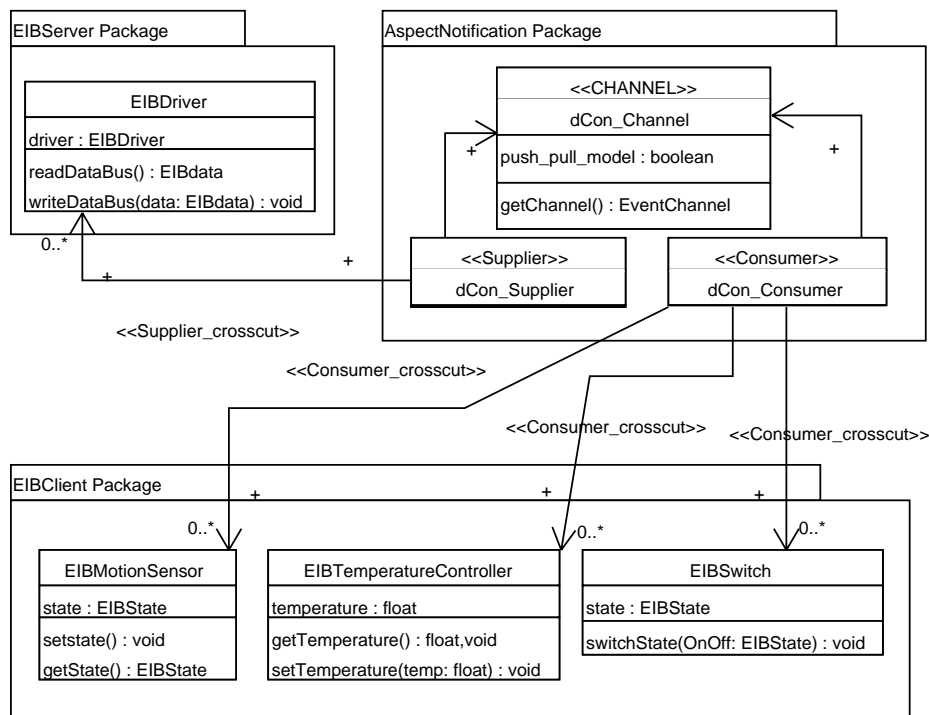 EIBServer Package
AspectNotification Package
EIBDriver
driver : EIBDriver
readDataBus() : EIBdata
writeDataBus(data: EIBdata) : void
<<CHANNEL>>
dCon_Channel
push_pull_model : boolean
getChannel() : EventChannel
+
+
0..*
+
+
<<Supplier>>
dCon_Supplier
<<Consumer>>
dCon_Consumer
<<Supplier_crosscut>>
<<Consumer_crosscut>>
<<Consumer_crosscut>>
<<Consumer_crosscut>>
EIBClient Package
+
+
+
0..*
0..*
0..*
EIBMotionSensor
state : EIBState
setstate() : void
getState() : EIBState
EIBTemperatureController
temperature : float
getTemperature() : float,void
setTemperature(temp: float) : void
EIBSwitch
state : EIBState
switchState(OnOff: EIBState) : void